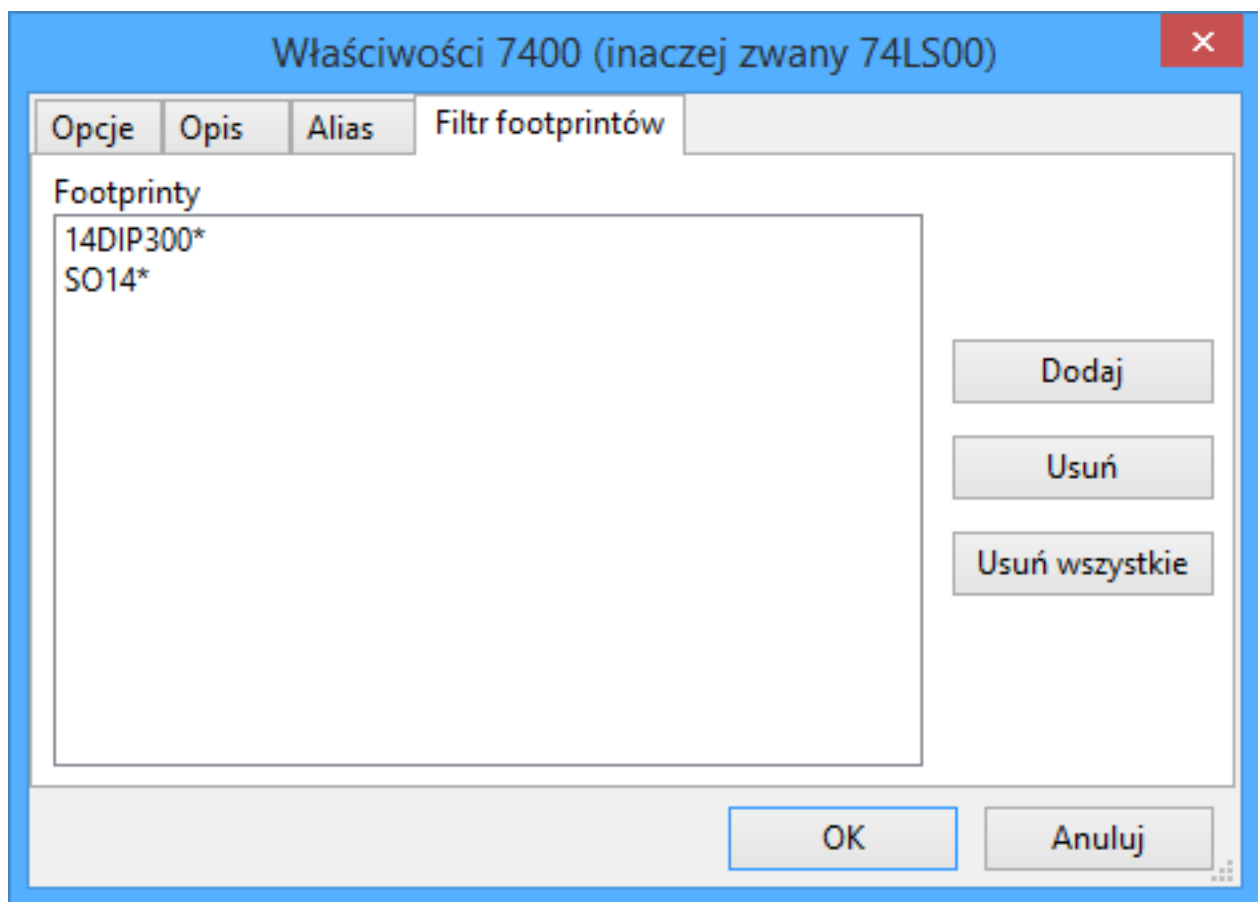 Właściwości 7400 (inaczej zwany 74LS00)
Opcje Opis Alias Filtr footprintów
Footprinty
14DIP300*
SO14*
Dodaj
Usuń
Usuń wszystkie
OK Anuluj